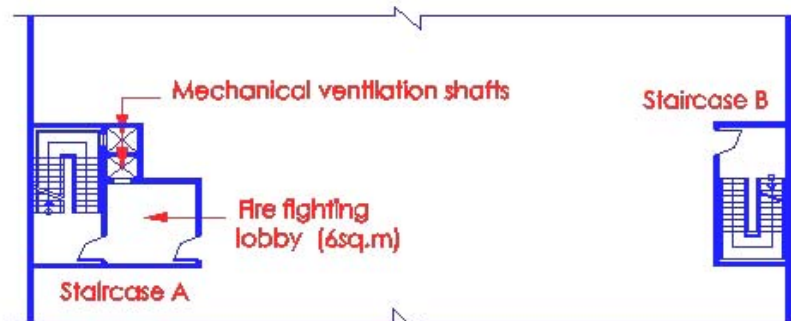 Mechanical ventilation shafts
Staircase B
Fire fighting
lobby (6sq.m)
Staircase A